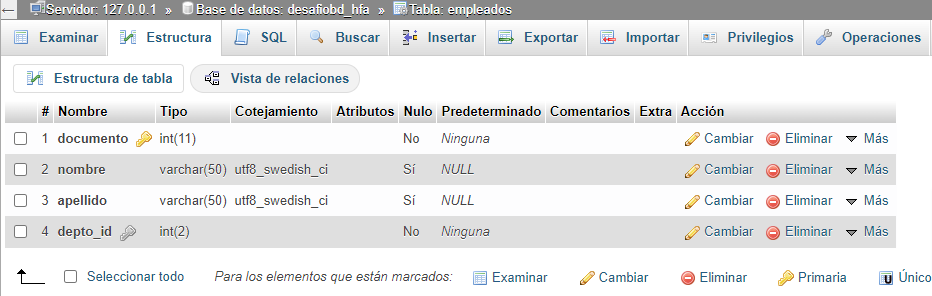 Servidor: 127.0.0.1 » Base de datos: desafiobd_hfa » Tabla: empleados
Examinar Estructura SQL Buscar Insertar Exportar Importar Privilegios Operaciones
Estructura de tabla Vista de relaciones
# Nombre Tipo Cotejamiento Atributos Nulo Predeterminado Comentarios Extra Acción
1 documento int(11) No Ninguna Cambiar Eliminar Más
2 nombre varchar(50) utf8_swedish_ci Sí NULL Cambiar Eliminar Más
3 apellido varchar(50) utf8_swedish_ci Sí NULL Cambiar Eliminar Más
4 depto_id int(2) No Ninguna Cambiar Eliminar Más
Seleccionar todo Para los elementos que están marcados: Examinar Cambiar Eliminar Primaria u Único